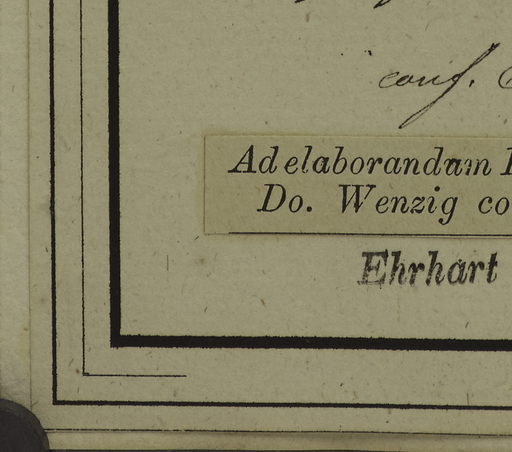 conf.
Ad elaborandam
Do. Wenzig co
Ehrhart